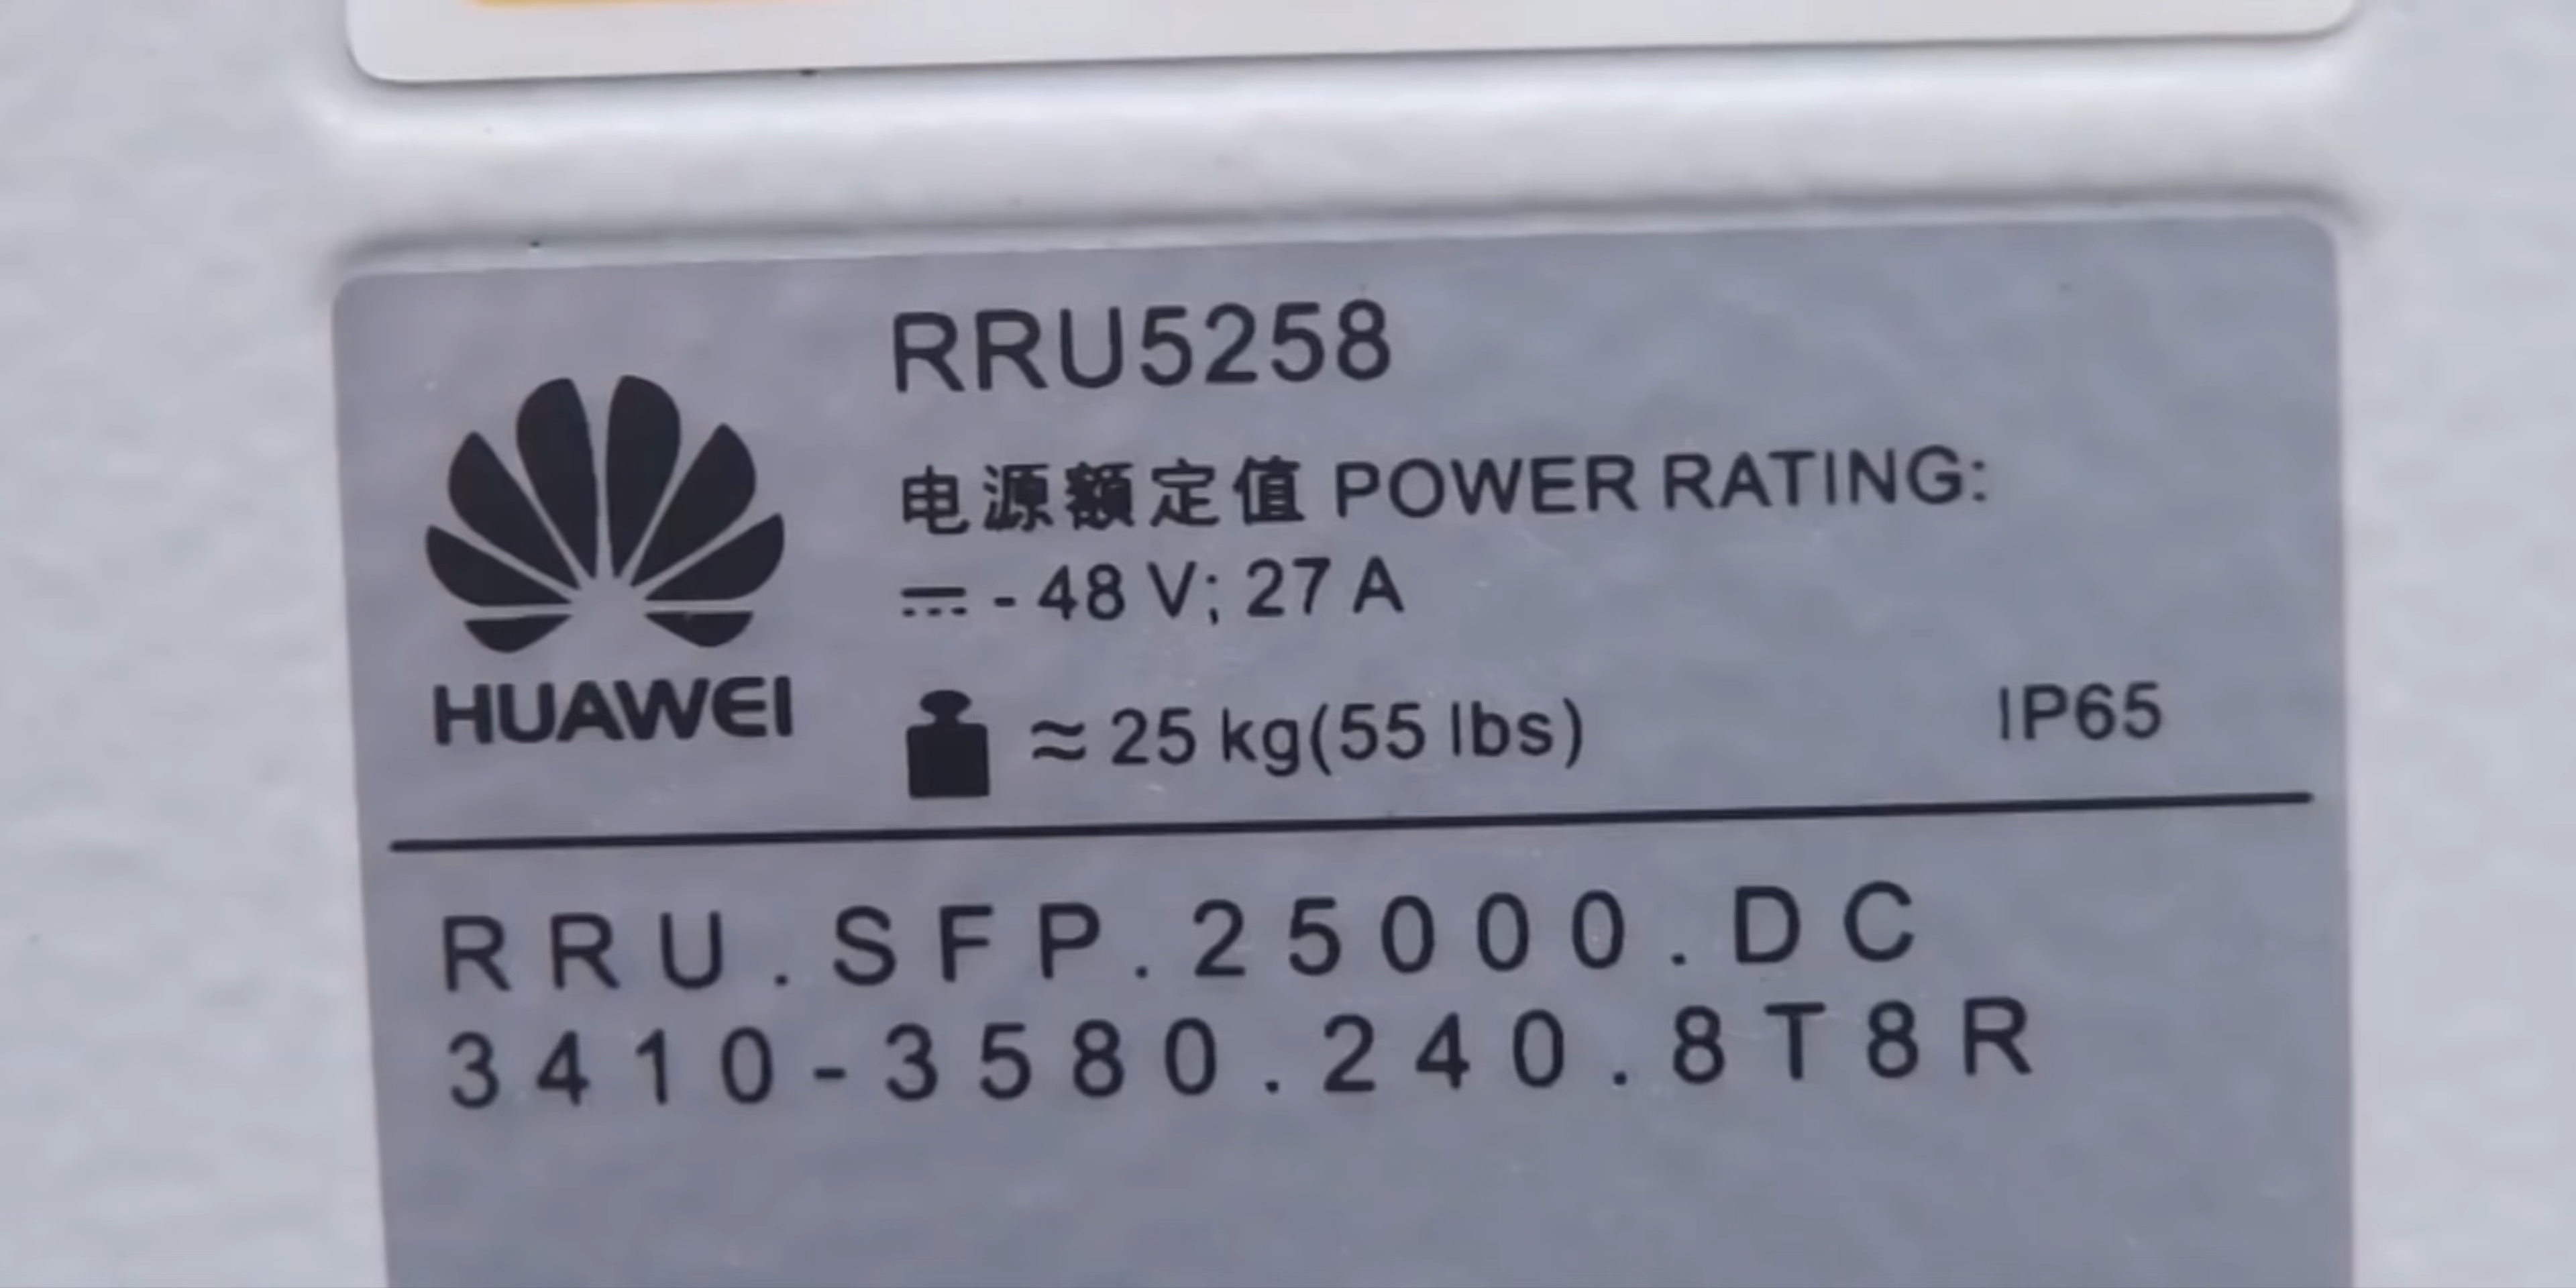 RRU5258
电源额定值 POWER RATING:
⎓ - 48 V; 27 A
HUAWEI
≈ 25 kg(55 lbs) IP65
RRU.SFP.25000.DC
3410-3580.240.8T8R